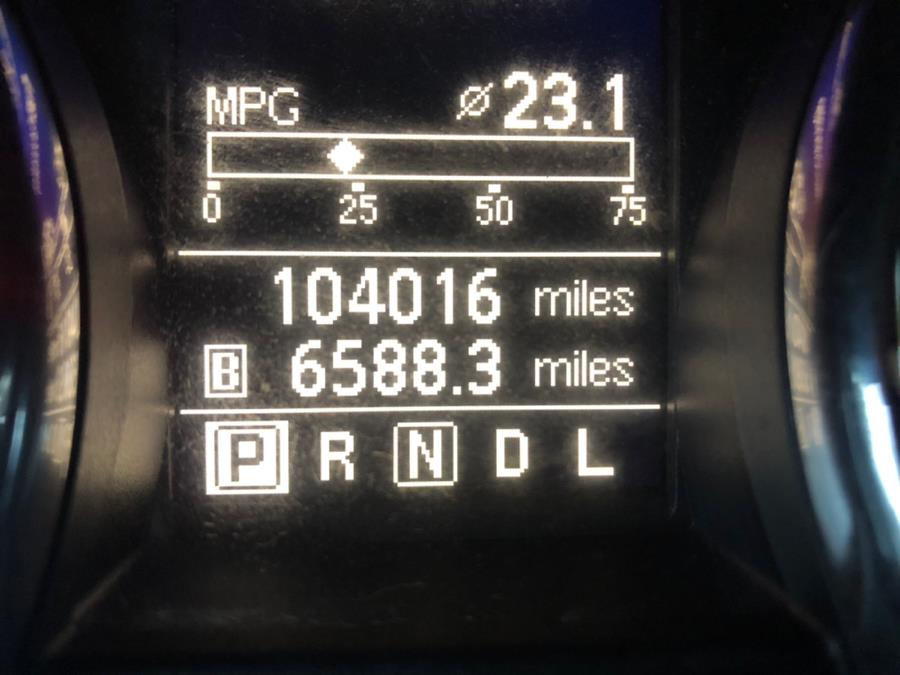 MPG ⌀23.1
0 25 50 75
104016 miles
B 6588.3 miles
P R N D L